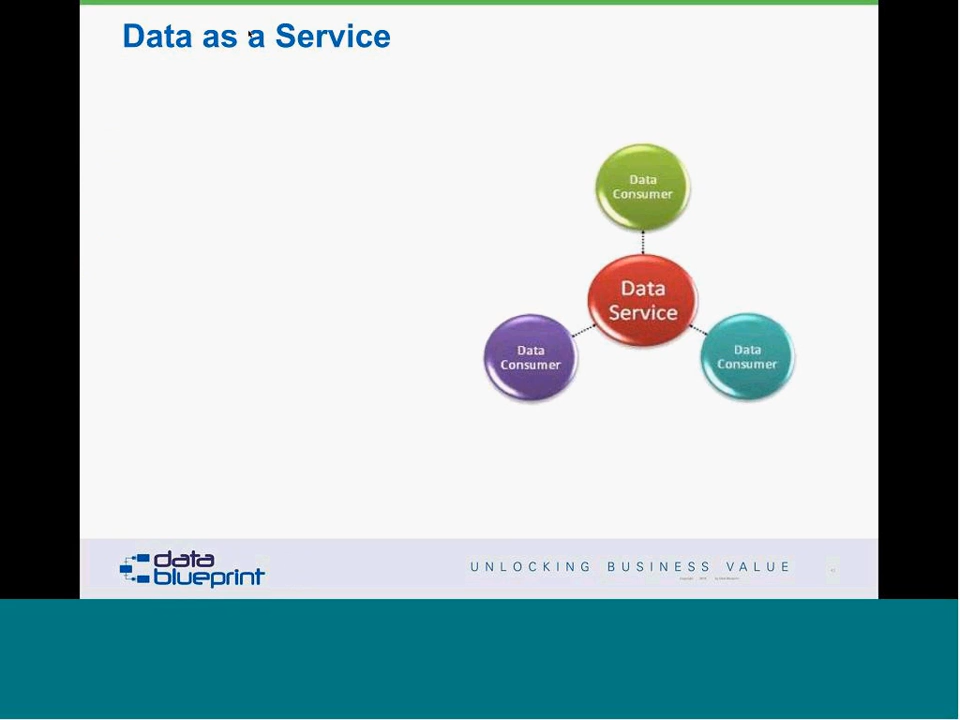 Data as a Service
Data
Consumer
Data
Service
Data
Consumer
Data
Consumer
data
blueprint
UNLOCKING BUSINESS VALUE